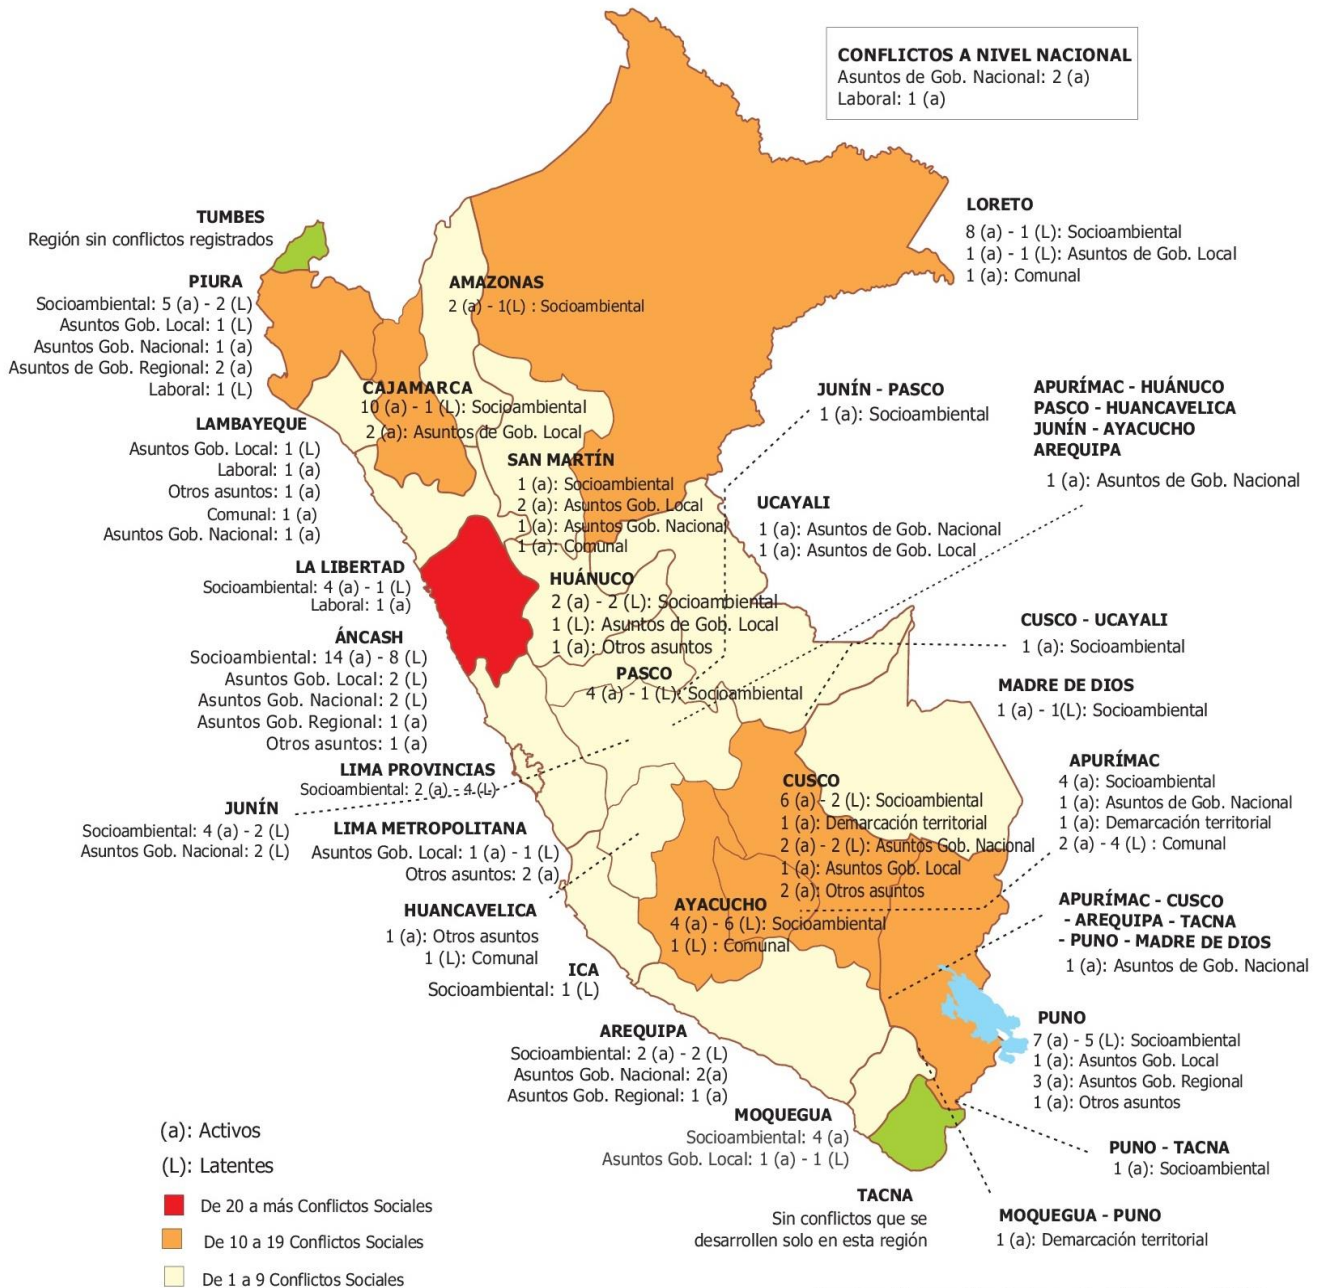 CONFLICTOS A NIVEL NACIONAL
Asuntos de Gob. Nacional: 2 (a)
Laboral: 1 (a)
TUMBES
Región sin conflictos registrados
PIURA
Socioambiental: 5 (a) - 2 (L)
Asuntos Gob. Local: 1 (L)
Asuntos Gob. Nacional: 1 (a)
Asuntos de Gob. Regional: 2 (a)
Laboral: 1 (L)
LAMBAYEQUE
Asuntos Gob. Local: 1 (L)
Laboral: 1 (a)
Otros asuntos: 1 (a)
Comunal: 1 (a)
Asuntos Gob. Nacional: 1 (a)
LA LIBERTAD
Socioambiental: 4 (a) - 1 (L)
Laboral: 1 (a)
ÁNCASH
Socioambiental: 14 (a) - 8 (L)
Asuntos Gob. Local: 2 (L)
Asuntos Gob. Nacional: 2 (L)
Asuntos Gob. Regional: 1 (a)
Otros asuntos: 1 (a)
LIMA PROVINCIAS
Socioambiental: 2 (a) - 4 (L)
JUNÍN
Socioambiental: 4 (a) - 2 (L)
Asuntos Gob. Nacional: 2 (L)
LIMA METROPOLITANA
Asuntos Gob. Local: 1 (a) - 1 (L)
Otros asuntos: 2 (a)
HUANCAVELICA
1 (a): Otros asuntos
1 (L): Comunal
ICA
Socioambiental: 1 (L)
AREQUIPA
Socioambiental: 2 (a) - 2 (L)
Asuntos Gob. Nacional: 2(a)
Asuntos Gob. Regional: 1 (a)
MOQUEGUA
Socioambiental: 4 (a)
Asuntos Gob. Local: 1 (a) - 1 (L)
TACNA
Sin conflictos que se
desarrollen solo en esta región
AMAZONAS
2 (a) - 1(L) : Socioambiental
CAJAMARCA
10 (a) - 1 (L): Socioambiental
2 (a): Asuntos de Gob. Local
SAN MARTÍN
1 (a): Socioambiental
2 (a): Asuntos Gob. Local
1 (a): Asuntos Gob. Nacional
1 (a): Comunal
HUÁNUCO
2 (a) - 2 (L): Socioambiental
1 (L): Asuntos de Gob. Local
1 (a): Otros asuntos
PASCO
4 (a) - 1 (L): Socioambiental
CUSCO
6 (a) - 2 (L): Socioambiental
1 (a): Demarcación territorial
2 (a) - 2 (L): Asuntos Gob. Nacional
1 (a): Asuntos Gob. Local
2 (a): Otros asuntos
AYACUCHO
4 (a) - 6 (L): Socioambiental
1 (L) : Comunal
LORETO
8 (a) - 1 (L): Socioambiental
1 (a) - 1 (L): Asuntos de Gob. Local
1 (a): Comunal
JUNÍN - PASCO
1 (a): Socioambiental
APURÍMAC - HUÁNUCO
PASCO - HUANCAVELICA
JUNÍN - AYACUCHO
AREQUIPA
1 (a): Asuntos de Gob. Nacional
UCAYALI
1 (a): Asuntos de Gob. Nacional
1 (a): Asuntos de Gob. Local
CUSCO - UCAYALI
1 (a): Socioambiental
MADRE DE DIOS
1 (a) - 1(L): Socioambiental
APURÍMAC
4 (a): Socioambiental
1 (a): Asuntos de Gob. Nacional
1 (a): Demarcación territorial
2 (a) - 4 (L) : Comunal
APURÍMAC - CUSCO
- AREQUIPA - TACNA
- PUNO - MADRE DE DIOS
1 (a): Asuntos de Gob. Nacional
PUNO
7 (a) - 5 (L): Socioambiental
1 (a): Asuntos Gob. Local
3 (a): Asuntos Gob. Regional
1 (a): Otros asuntos
PUNO - TACNA
1 (a): Socioambiental
MOQUEGUA - PUNO
1 (a): Demarcación territorial
(a): Activos
(L): Latentes
De 20 a más Conflictos Sociales
De 10 a 19 Conflictos Sociales
De 1 a 9 Conflictos Sociales